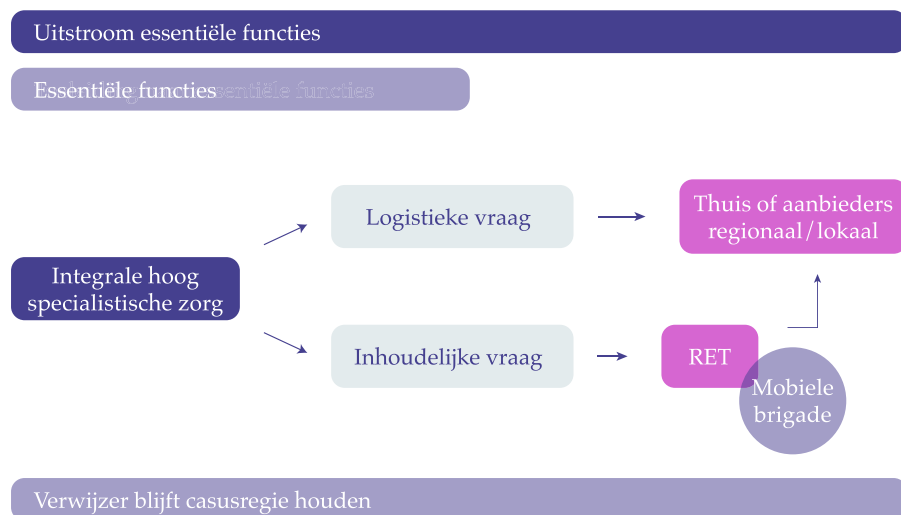 Uitstroom essentiële functies
Essentiële functies
Logistieke vraag
Thuis of aanbieders
regionaal/lokaal
Integrale hoog
specialistische zorg
Inhoudelijke vraag
RET
Mobiele
brigade
Verwijzer blijft casusregie houden